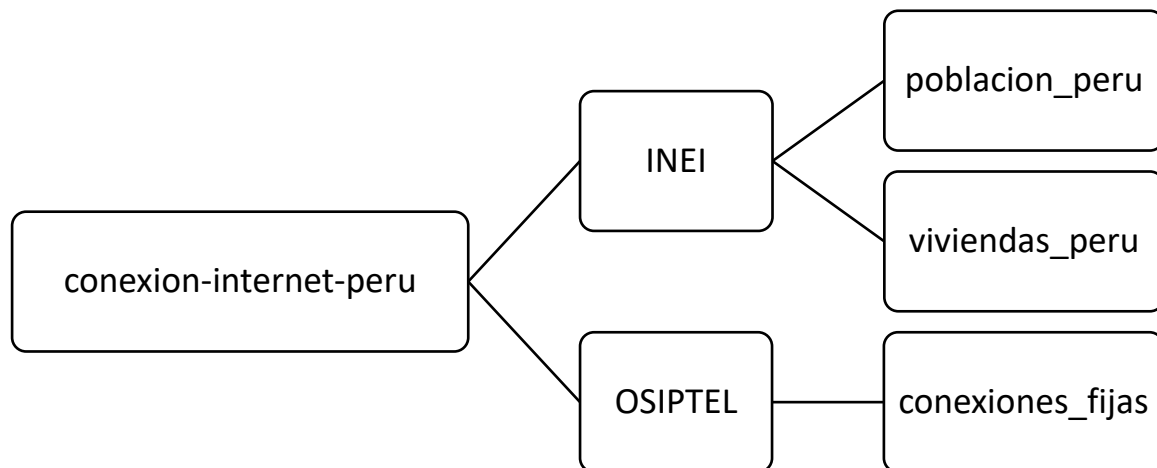 poblacion_peru
INEI
viviendas_peru
conexion-internet-peru
OSIPTEL
conexiones_fijas